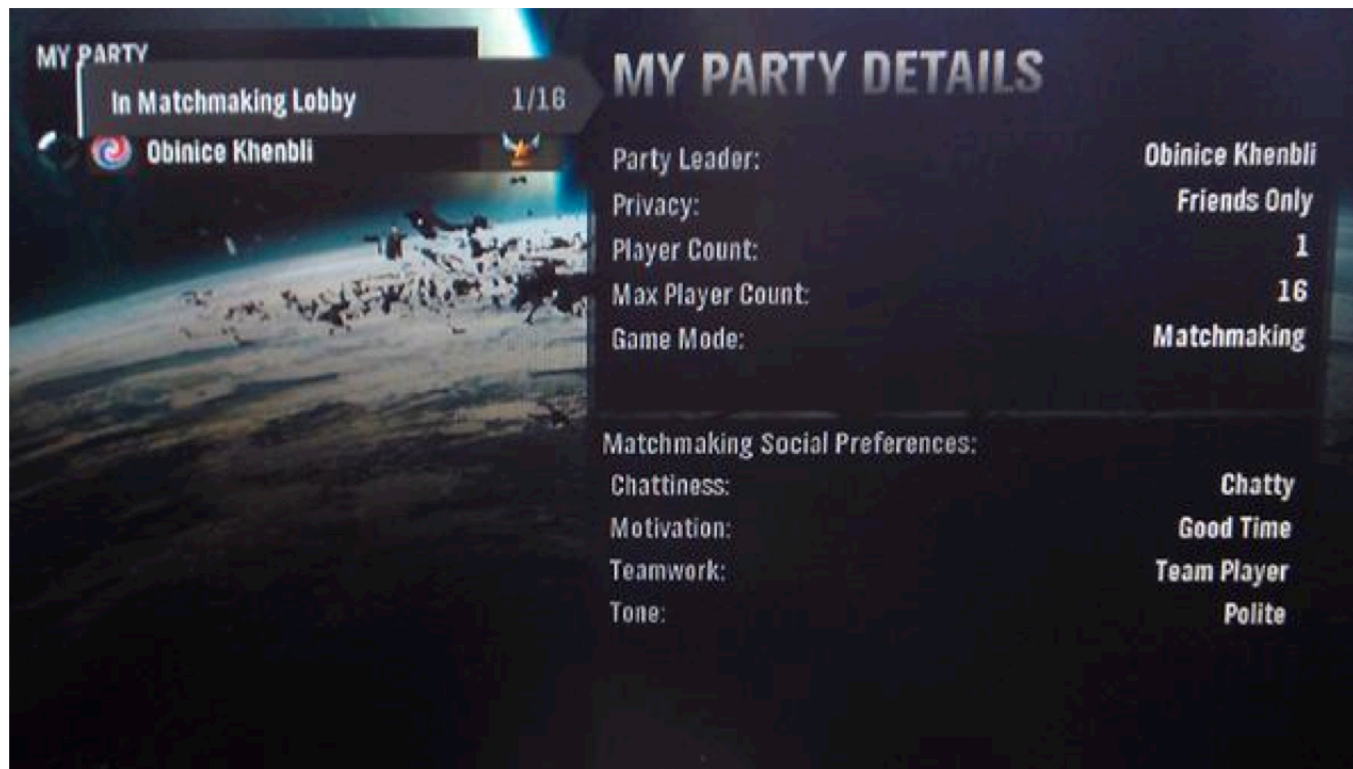 MY PARTY
In Matchmaking Lobby 1/16
Obinice Khenbli
MY PARTY DETAILS
Party Leader: Obinice Khenbli
Privacy: Friends Only
Player Count: 1
Max Player Count: 16
Game Mode: Matchmaking
Matchmaking Social Preferences:
Chattiness: Chatty
Motivation: Good Time
Teamwork: Team Player
Tone: Polite